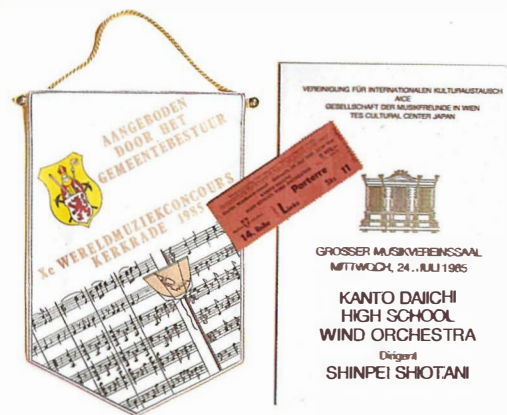 AANGEBODEN
DOOR HET
GEMEENTEBESTUUR
Xe WERELDMUZIEKCONCOURS
KERKRADE 1985
Parterre
Links
14.
11
VEREINIGUNG FÜR INTERNATIONALEN KULTURAUSTAUSCH
AICE
GESELLSCHAFT DER MUSIKFREUNDE IN WIEN
TES CULTURAL CENTER JAPAN
GROSSER MUSIKVEREINSSAAL
MITTWOCH, 24. JULI 1985
KANTO DAIICHI
HIGH SCHOOL
WIND ORCHESTRA
Dirigent
SHINPEI SHIOTANI